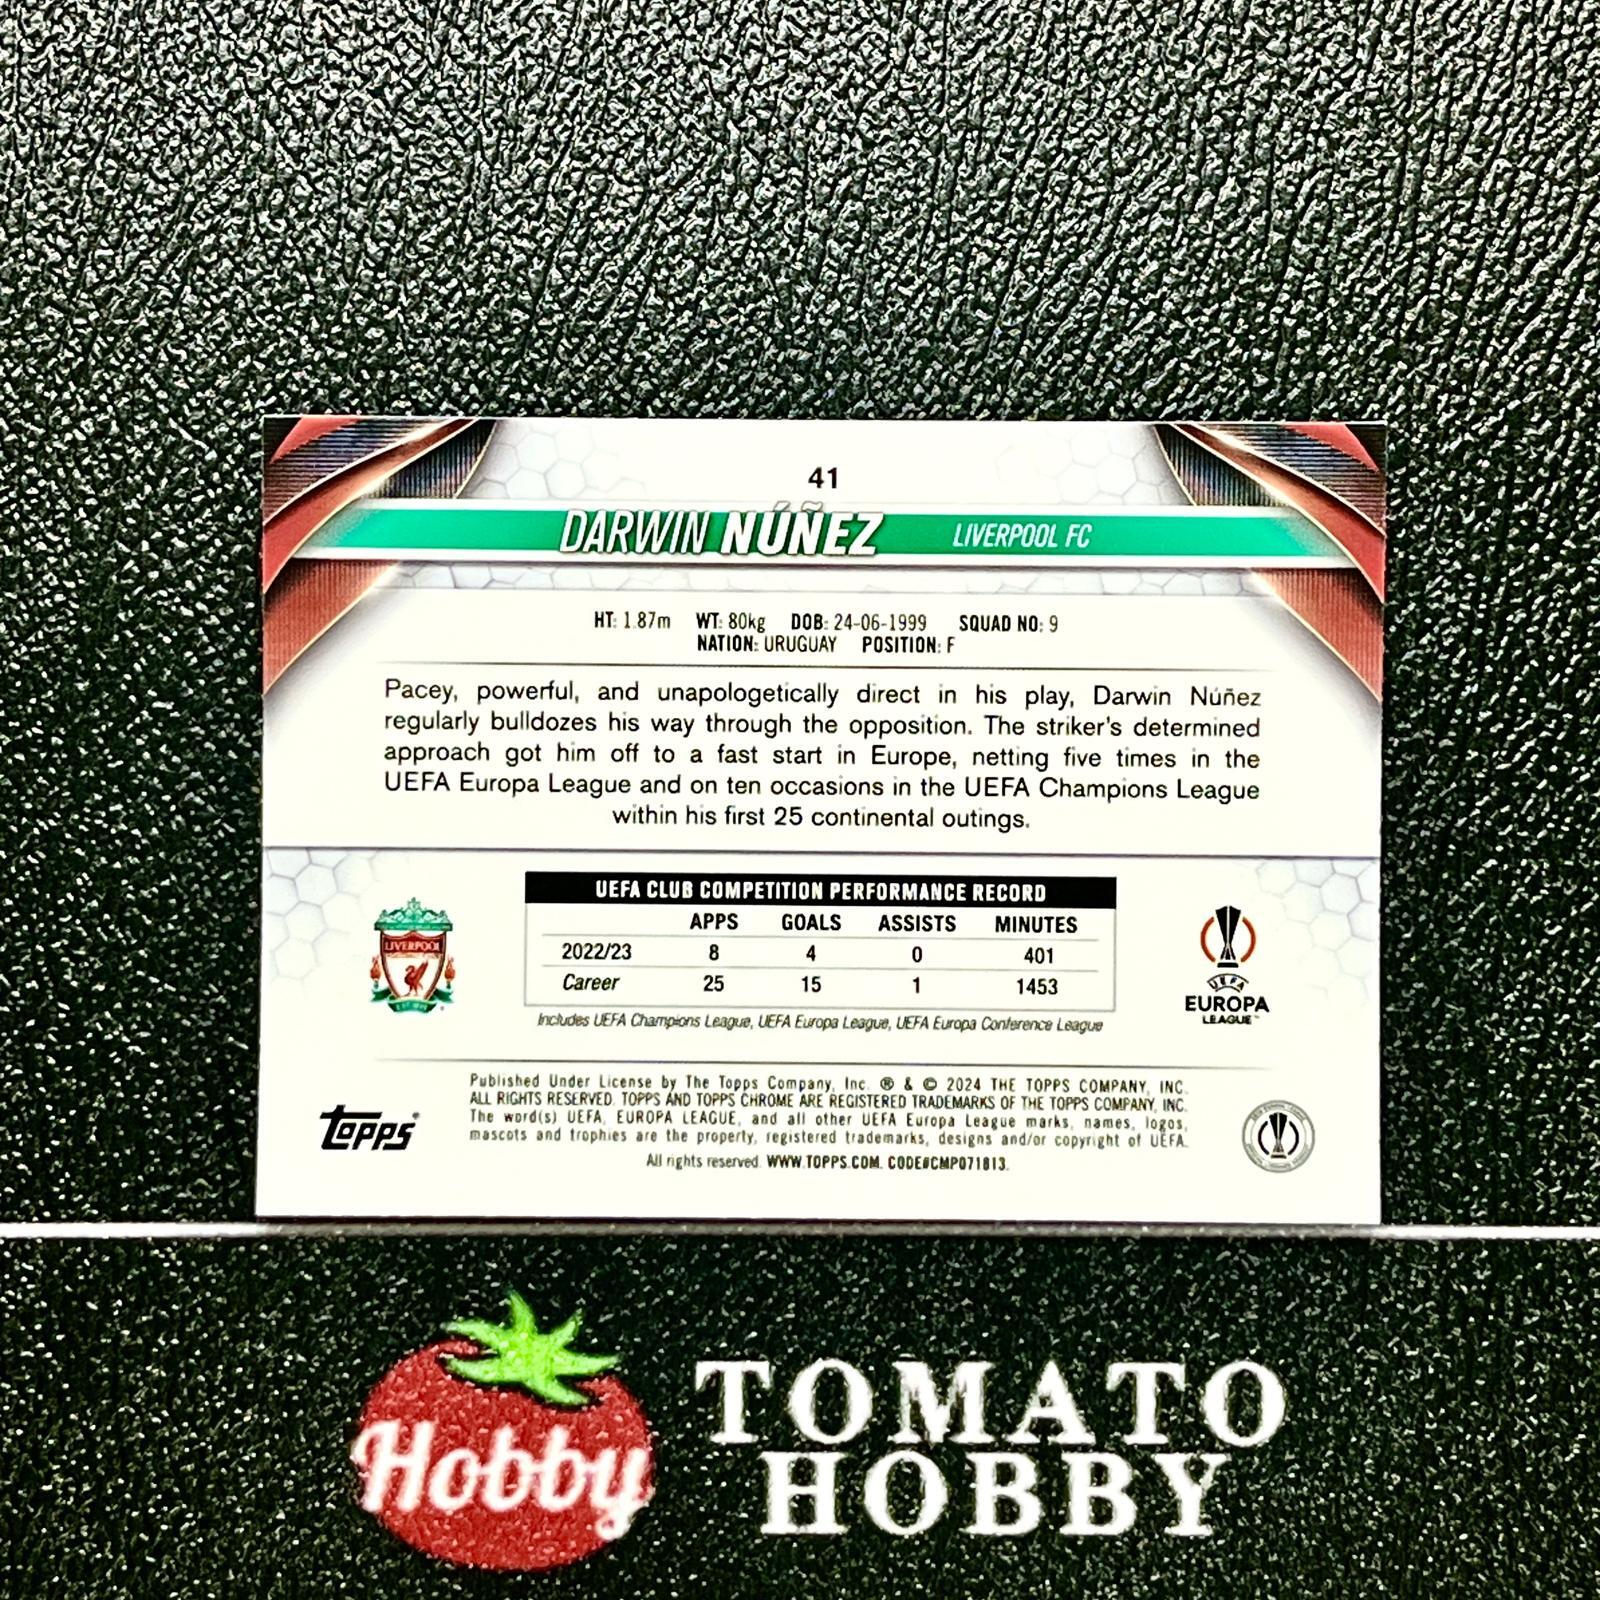 41
DARWIN NÚÑEZ LIVERPOOL FC
HT: 1.87m WT: 80kg DOB: 24-06-1999 SQUAD NO: 9
NATION: URUGUAY POSITION: F
Pacey, powerful, and unapologetically direct in his play, Darwin Núñez
regularly bulldozes his way through the opposition. The striker's determined
approach got him off to a fast start in Europe, netting five times in the
UEFA Europa League and on ten occasions in the UEFA Champions League
within his first 25 continental outings.
UEFA CLUB COMPETITION PERFORMANCE RECORD
APPS GOALS ASSISTS MINUTES
2022/23 8 4 0 401
Career 25 15 1 1453
Includes UEFA Champions League, UEFA Europa League, UEFA Europa Conference League
LIVERPOOL
UEFA
EUROPA
LEAGUE™
Published Under License by The Topps Company, Inc. ® & © 2024 THE TOPPS COMPANY, INC.
ALL RIGHTS RESERVED. TOPPS AND TOPPS CHROME ARE REGISTERED TRADEMARKS OF THE TOPPS COMPANY, INC.
The word(s) UEFA, EUROPA LEAGUE, and all other UEFA Europa League marks, names, logos,
mascots and trophies are the property, registered trademarks, designs and/or copyright of UEFA.
All rights reserved. WWW.TOPPS.COM. CODE#CMP071813.
Topps®
Hobby
TOMATO
HOBBY